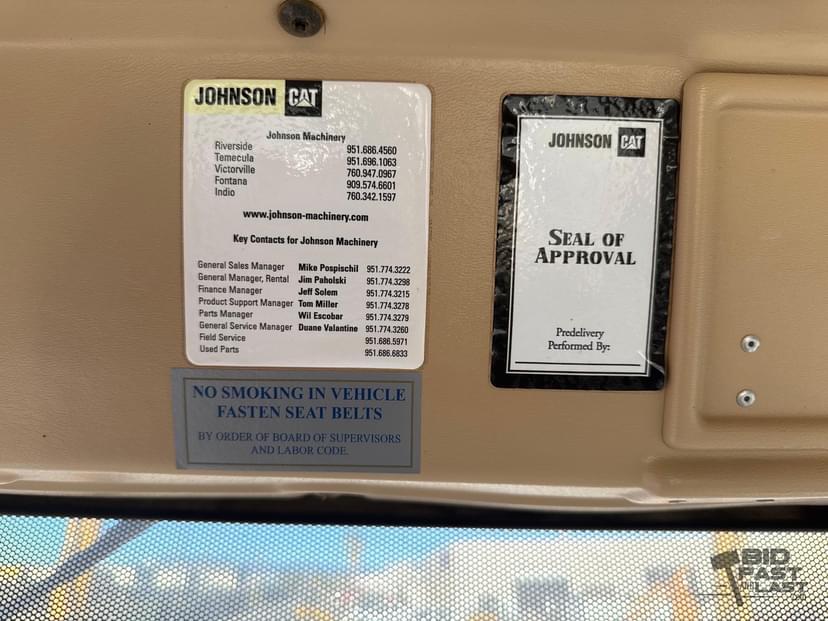 JOHNSON CAT
Johnson Machinery
Riverside 951.686.4560
Temecula 951.696.1063
Victorville 760.947.0967
Fontana 909.574.6601
Indio 760.342.1597
www.johnson-machinery.com
Key Contacts for Johnson Machinery
General Sales Manager Mike Pospischil 951.774.3222
General Manager, Rental Jim Paholski 951.774.3298
Finance Manager Jeff Solem 951.774.3215
Product Support Manager Tom Miller 951.774.3278
Parts Manager Wil Escobar 951.774.3279
General Service Manager Duane Valantine 951.774.3260
Field Service 951.686.5971
Used Parts 951.686.6833
NO SMOKING IN VEHICLE
FASTEN SEAT BELTS
BY ORDER OF BOARD OF SUPERVISORS
AND LABOR CODE.
JOHNSON CAT
SEAL OF
APPROVAL
Predelivery
Performed By:
BID
FAST
AND
LAST